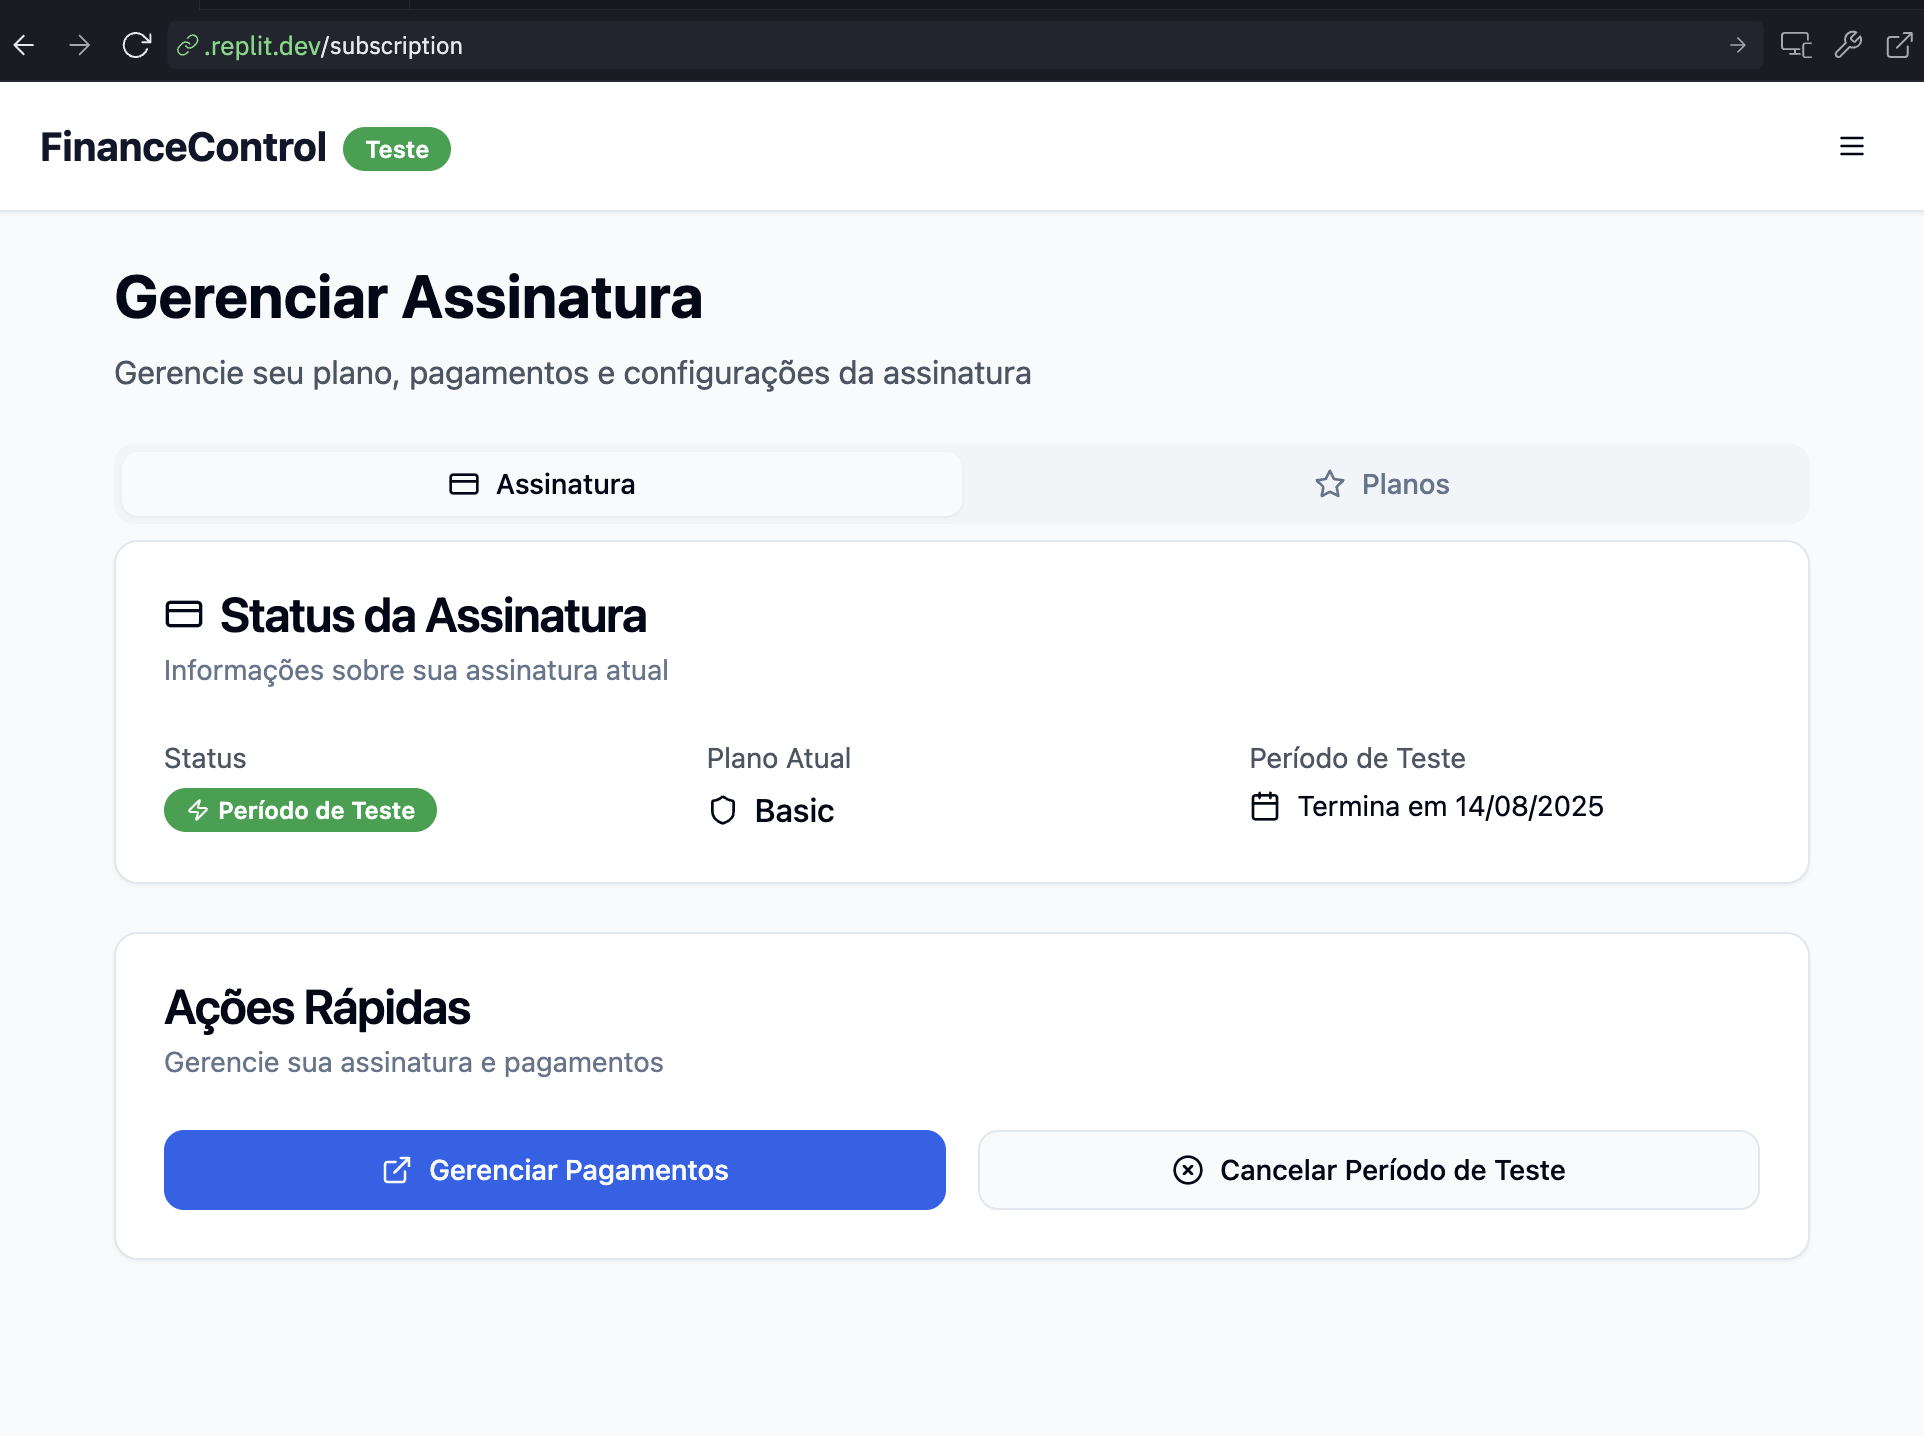 .replit.dev/subscription
FinanceControl Teste
Gerenciar Assinatura
Gerencie seu plano, pagamentos e configurações da assinatura
Assinatura Planos
Status da Assinatura
Informações sobre sua assinatura atual
Status Plano Atual Período de Teste
Período de Teste Basic Termina em 14/08/2025
Ações Rápidas
Gerencie sua assinatura e pagamentos
Gerenciar Pagamentos Cancelar Período de Teste